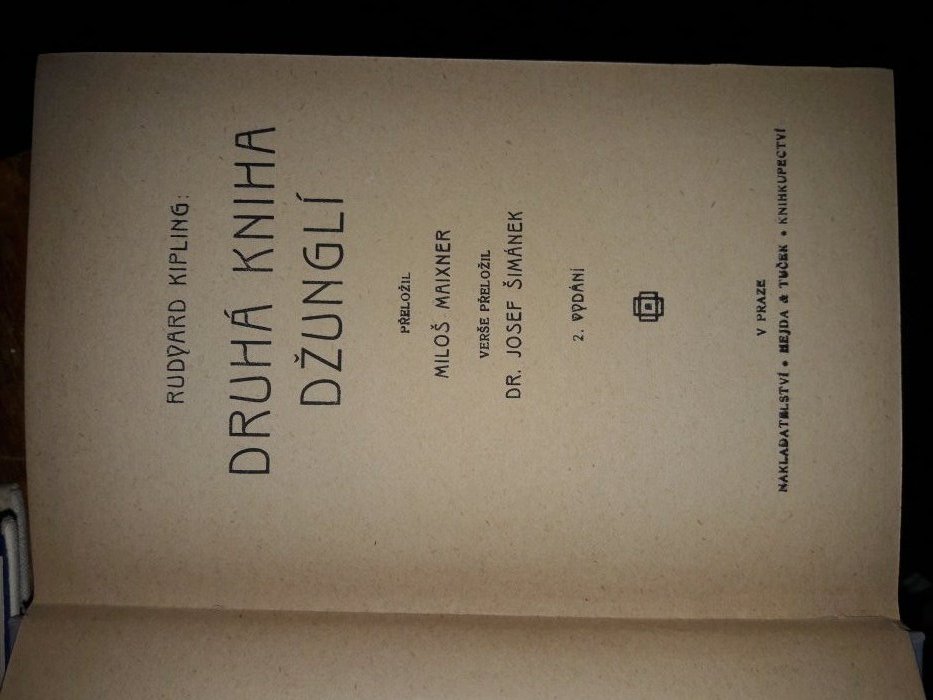 RUDYARD KIPLING:
DRUHÁ KNIHA
DŽUNGLÍ
PŘELOŽIL
MILOŠ MAIXNER
VERŠE PŘELOŽIL
DR. JOSEF ŠIMÁNEK
2. VYDÁNÍ
V PRAZE
NAKLADATELSTVÍ • HEJDA & TUČEK • KNIHKUPECTVÍ